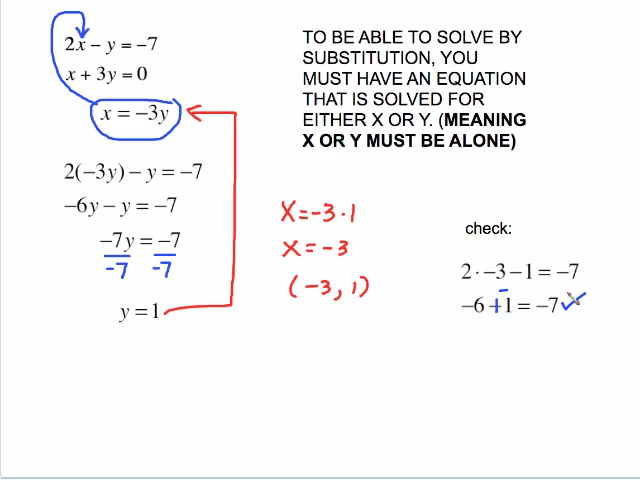 2x − y = −7
x + 3y = 0
x = −3y
2(−3y) − y = −7
−6y − y = −7
−7y = −7
−7 −7
y = 1
TO BE ABLE TO SOLVE BY
SUBSTITUTION, YOU
MUST HAVE AN EQUATION
THAT IS SOLVED FOR
EITHER X OR Y. (MEANING
X OR Y MUST BE ALONE)
X = −3 · 1
x = −3
(−3, 1)
check:
2 · −3 − 1 = −7
−6 + −1 = −7 ✓